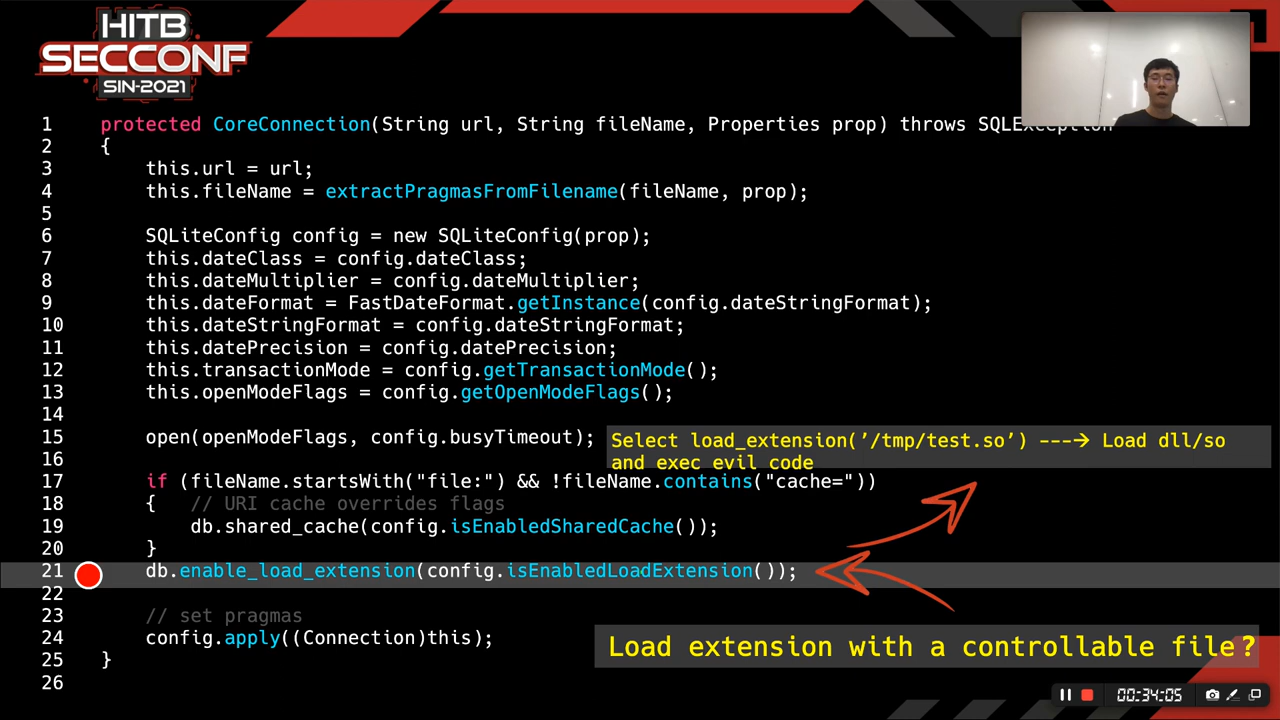 HITB
SECCONF
SIN-2021
1 protected CoreConnection(String url, String fileName, Properties prop) throws SQLException
2 {
3 this.url = url;
4 this.fileName = extractPragmasFromFilename(fileName, prop);
5
6 SQLiteConfig config = new SQLiteConfig(prop);
7 this.dateClass = config.dateClass;
8 this.dateMultiplier = config.dateMultiplier;
9 this.dateFormat = FastDateFormat.getInstance(config.dateStringFormat);
10 this.dateStringFormat = config.dateStringFormat;
11 this.datePrecision = config.datePrecision;
12 this.transactionMode = config.getTransactionMode();
13 this.openModeFlags = config.getOpenModeFlags();
14
15 open(openModeFlags, config.busyTimeout);
Select load_extension(’/tmp/test.so’) ---→ Load dll/so
and exec evil code
16
17 if (fileName.startsWith("file:") && !fileName.contains("cache="))
18 { // URI cache overrides flags
19 db.shared_cache(config.isEnabledSharedCache());
20 }
21 db.enable_load_extension(config.isEnabledLoadExtension());
22
23 // set pragmas
24 config.apply((Connection)this);
Load extension with a controllable file?
25 }
26
00:34:05